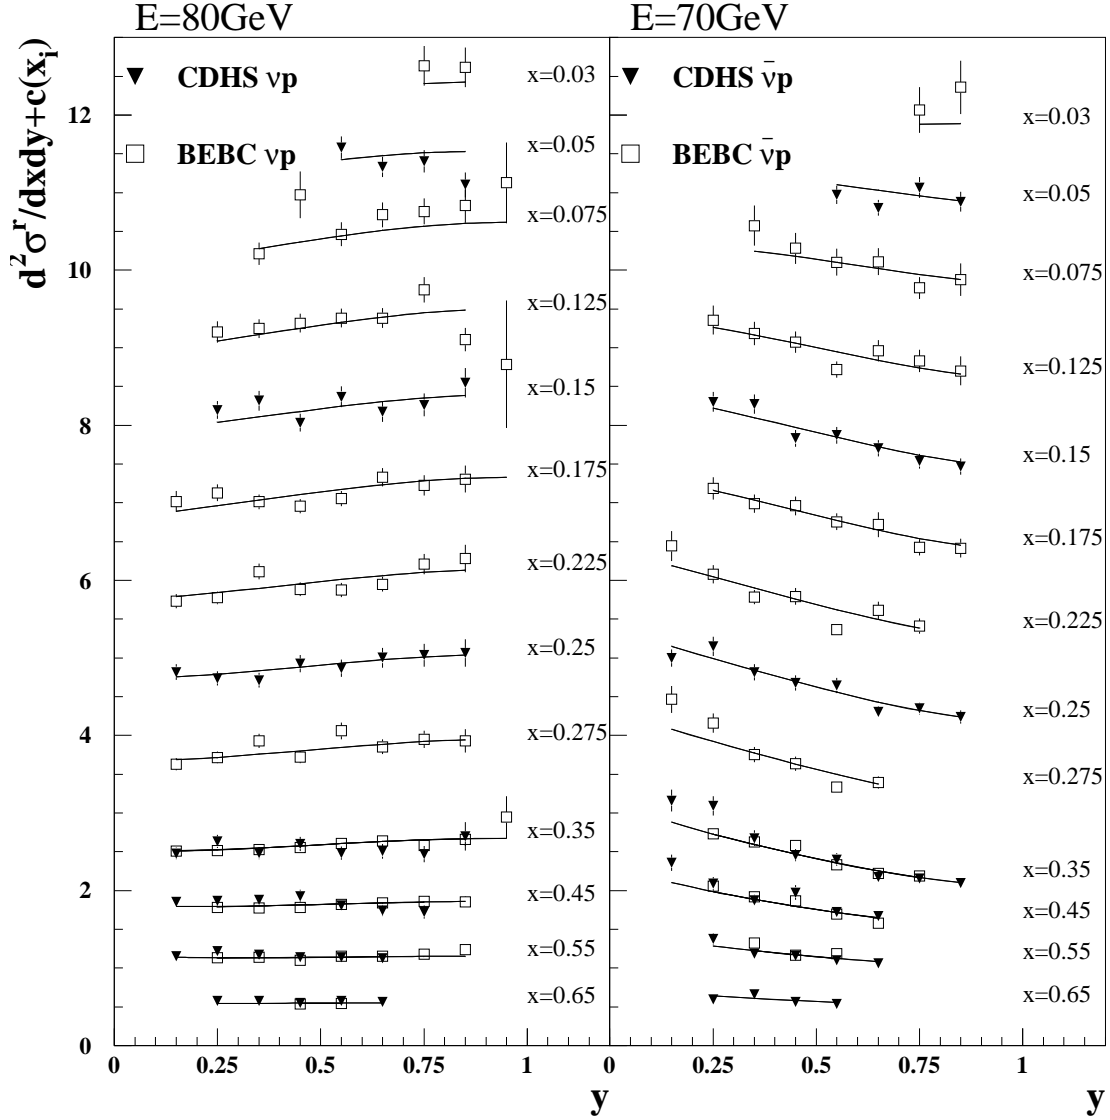 E=80GeV
E=70GeV
d²σʳ/dxdy+c(xᵢ)
CDHS νp
BEBC νp
x=0.03
x=0.05
x=0.075
x=0.125
x=0.15
x=0.175
x=0.225
x=0.25
x=0.275
x=0.35
x=0.45
x=0.55
x=0.65
CDHS ν̄p
BEBC ν̄p
x=0.03
x=0.05
x=0.075
x=0.125
x=0.15
x=0.175
x=0.225
x=0.25
x=0.275
x=0.35
x=0.45
x=0.55
x=0.65
12
10
8
6
4
2
0
0 0.25 0.5 0.75 1
0 0.25 0.5 0.75 1
y
y